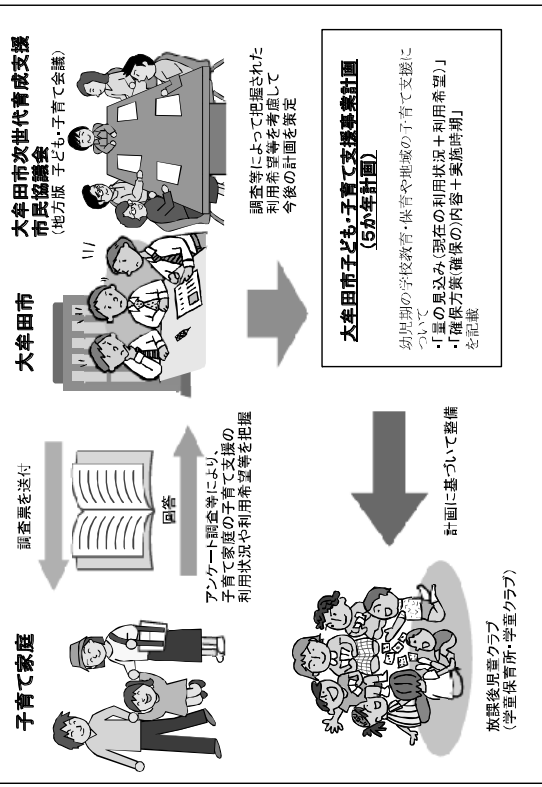 子育て家庭
調査票を送付
回答
アンケート調査等により、
子育て家庭の子育て支援の
利用状況や利用希望等を把握
大牟田市
大牟田市次世代育成支援
市民協議会
（地方版 子ども・子育て会議）
調査等によって把握された
利用希望等を考慮して
今後の計画を策定
大牟田市子ども・子育て支援事業計画
（5か年計画）
幼児期の学校教育・保育や地域の子育て支援に
ついて
・「量の見込み（現在の利用状況＋利用希望）」
・「確保方策（確保の）内容＋実施時期」
を記載
計画に基づいて整備
放課後児童クラブ
（学童保育所・学童クラブ）